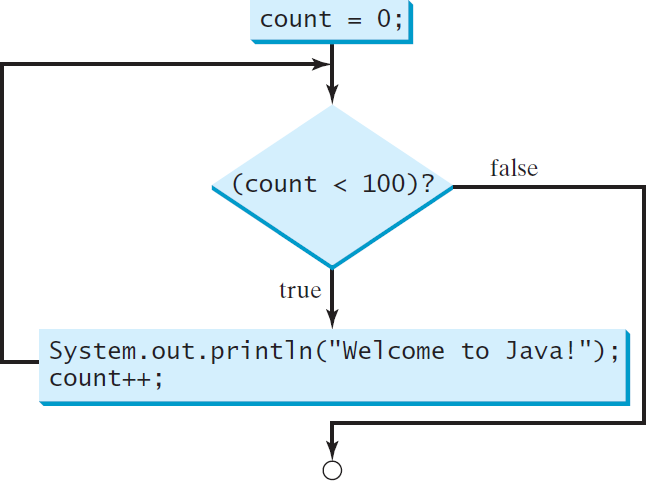 count = 0;
(count < 100)?
false
true
System.out.println("Welcome to Java!");
count++;